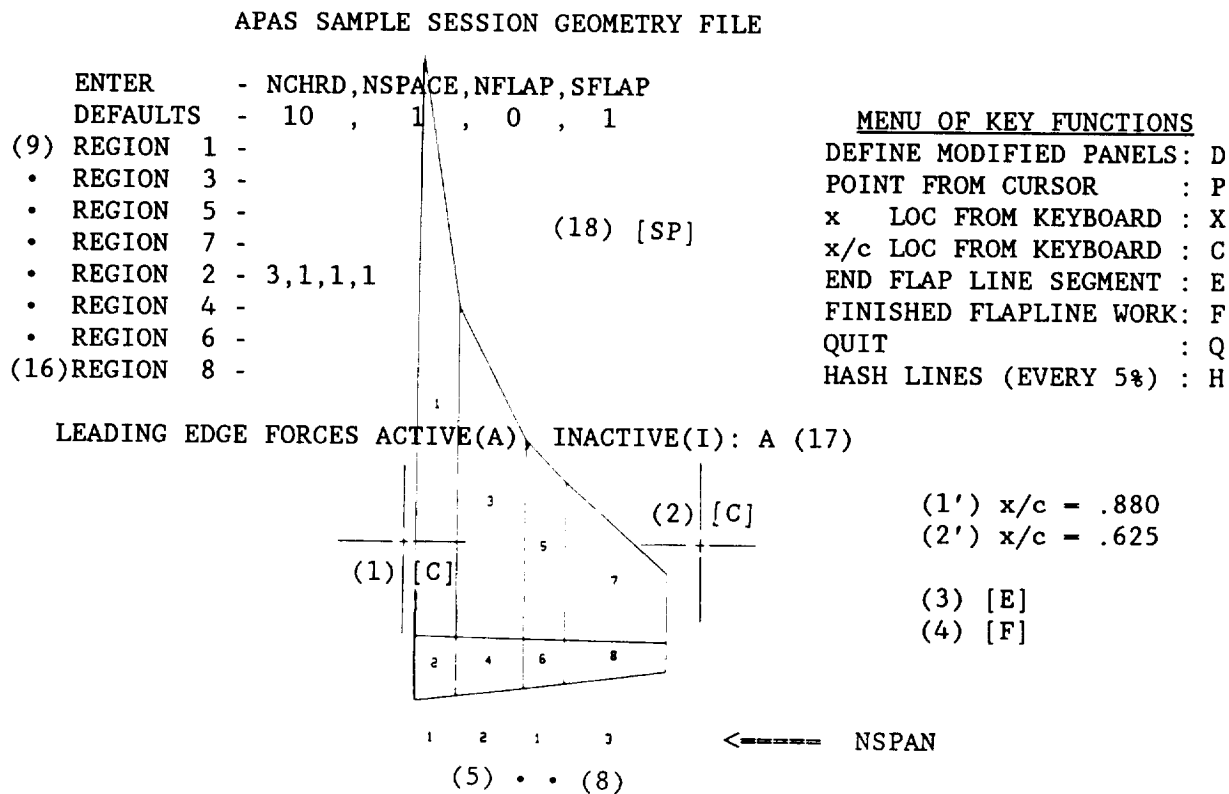 APAS SAMPLE SESSION GEOMETRY FILE
ENTER - NCHRD,NSPACE,NFLAP,SFLAP
DEFAULTS - 10 , 1 , 0 , 1
(9) REGION 1 -
• REGION 3 -
• REGION 5 -
• REGION 7 -
• REGION 2 - 3,1,1,1
• REGION 4 -
• REGION 6 -
(16)REGION 8 -
(18) [SP]
MENU OF KEY FUNCTIONS
DEFINE MODIFIED PANELS: D
POINT FROM CURSOR : P
x LOC FROM KEYBOARD : X
x/c LOC FROM KEYBOARD : C
END FLAP LINE SEGMENT : E
FINISHED FLAPLINE WORK: F
QUIT : Q
HASH LINES (EVERY 5%) : H
1
LEADING EDGE FORCES ACTIVE(A), INACTIVE(I): A (17)
3
5
7
(1) [C]
(2) [C]
(1') x/c = .880
(2') x/c = .625
(3) [E]
(4) [F]
2 4 6 8
1 2 1 3 <===== NSPAN
(5) • • (8)